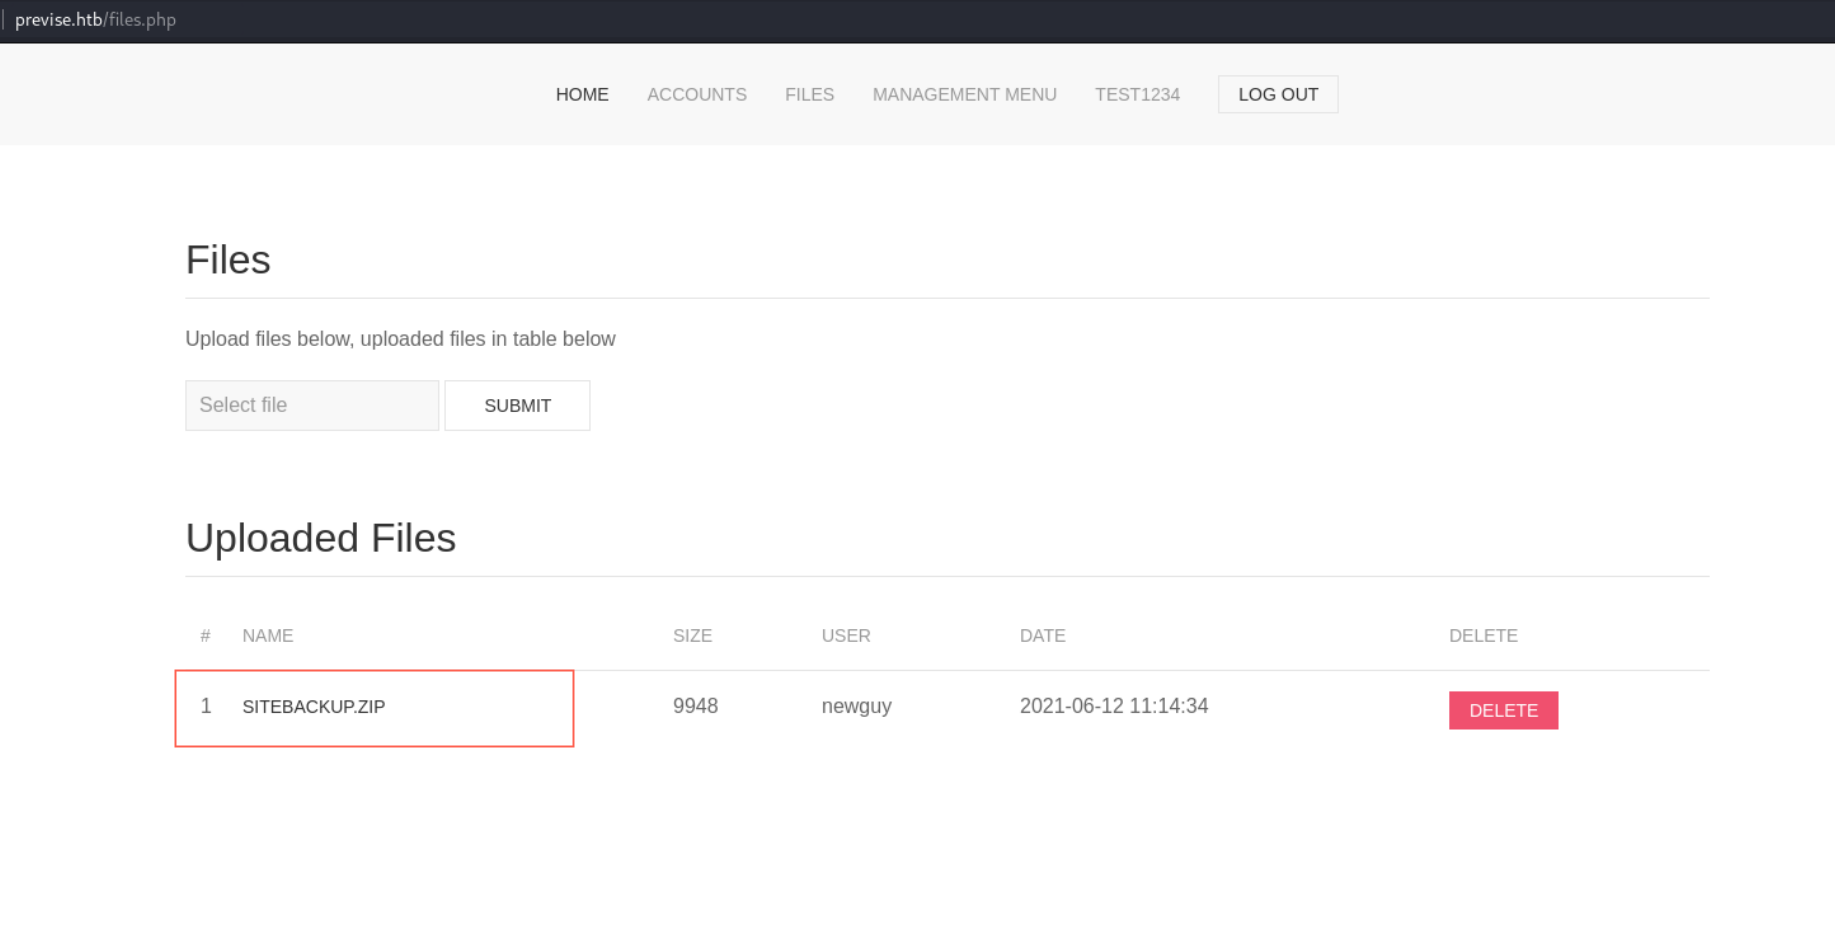 previse.htb/files.php
HOME ACCOUNTS FILES MANAGEMENT MENU TEST1234 LOG OUT
Files
Upload files below, uploaded files in table below
Select file SUBMIT
Uploaded Files
# NAME SIZE USER DATE DELETE
1 SITEBACKUP.ZIP 9948 newguy 2021-06-12 11:14:34 DELETE